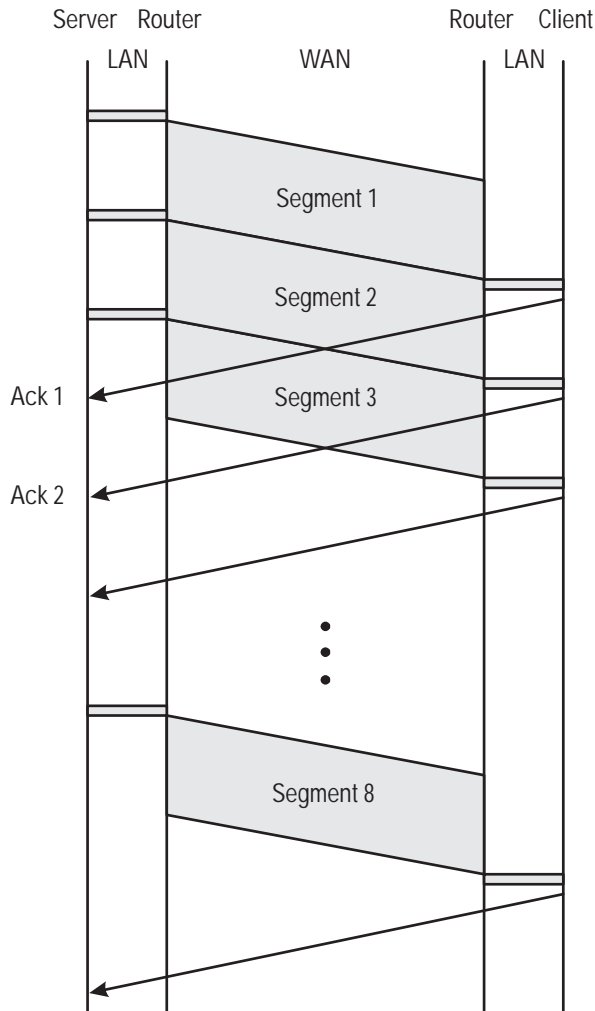 Server Router Router Client
LAN WAN LAN
Segment 1
Segment 2
Ack 1
Segment 3
Ack 2
Segment 8